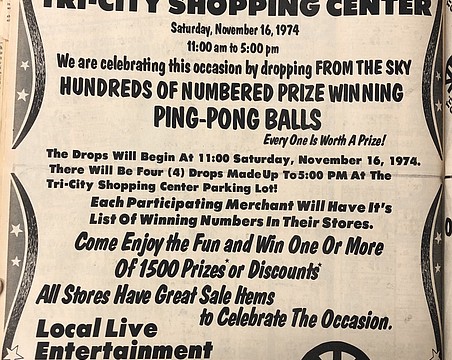 TRI-CITY SHOPPING CENTER
Saturday, November 16, 1974
11:00 am to 5:00 pm
We are celebrating this occasion by dropping FROM THE SKY
HUNDREDS OF NUMBERED PRIZE WINNING
PING-PONG BALLS
Every One Is Worth A Prize!
The Drops Will Begin At 11:00 Saturday, November 16, 1974.
There Will Be Four (4) Drops Made Up To 5:00 PM At The
Tri-City Shopping Center Parking Lot!
Each Participating Merchant Will Have It's
List Of Winning Numbers In Their Stores.
Come Enjoy the Fun and Win One Or More
Of 1500 Prizes* or Discounts*
All Stores Have Great Sale Items
to Celebrate The Occasion.
Local Live
Entertainment